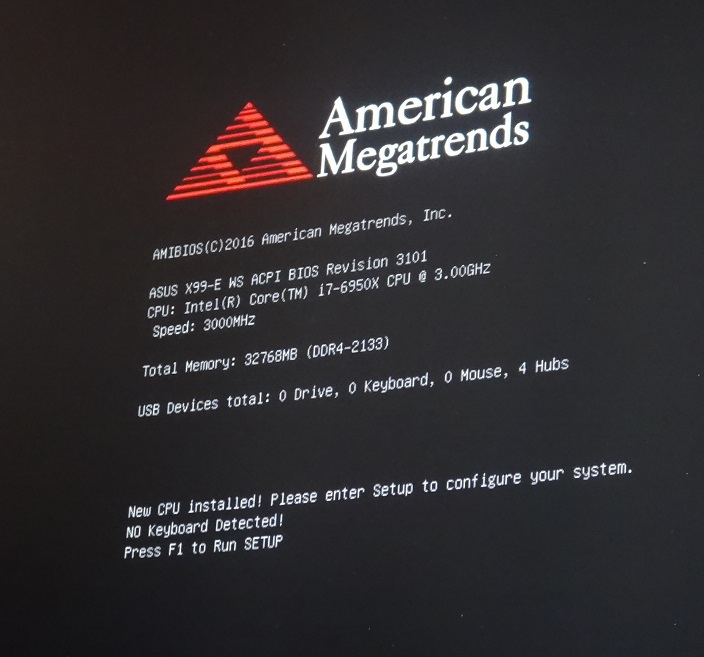 American
Megatrends
AMIBIOS(C)2016 American Megatrends, Inc.
ASUS X99-E WS ACPI BIOS Revision 3101
CPU: Intel(R) Core(TM) i7-6950X CPU @ 3.00GHz
Speed: 3000MHz
Total Memory: 32768MB (DDR4-2133)
USB Devices total: 0 Drive, 0 Keyboard, 0 Mouse, 4 Hubs
New CPU installed! Please enter Setup to configure your system.
NO Keyboard Detected!
Press F1 to Run SETUP